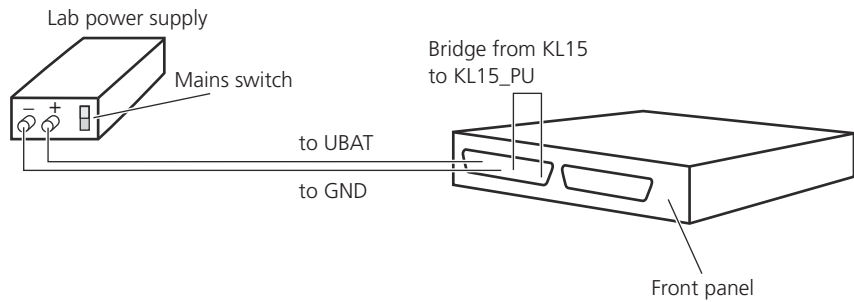 Lab power supply
Mains switch
Bridge from KL15
to KL15_PU
− +
to UBAT
to GND
Front panel